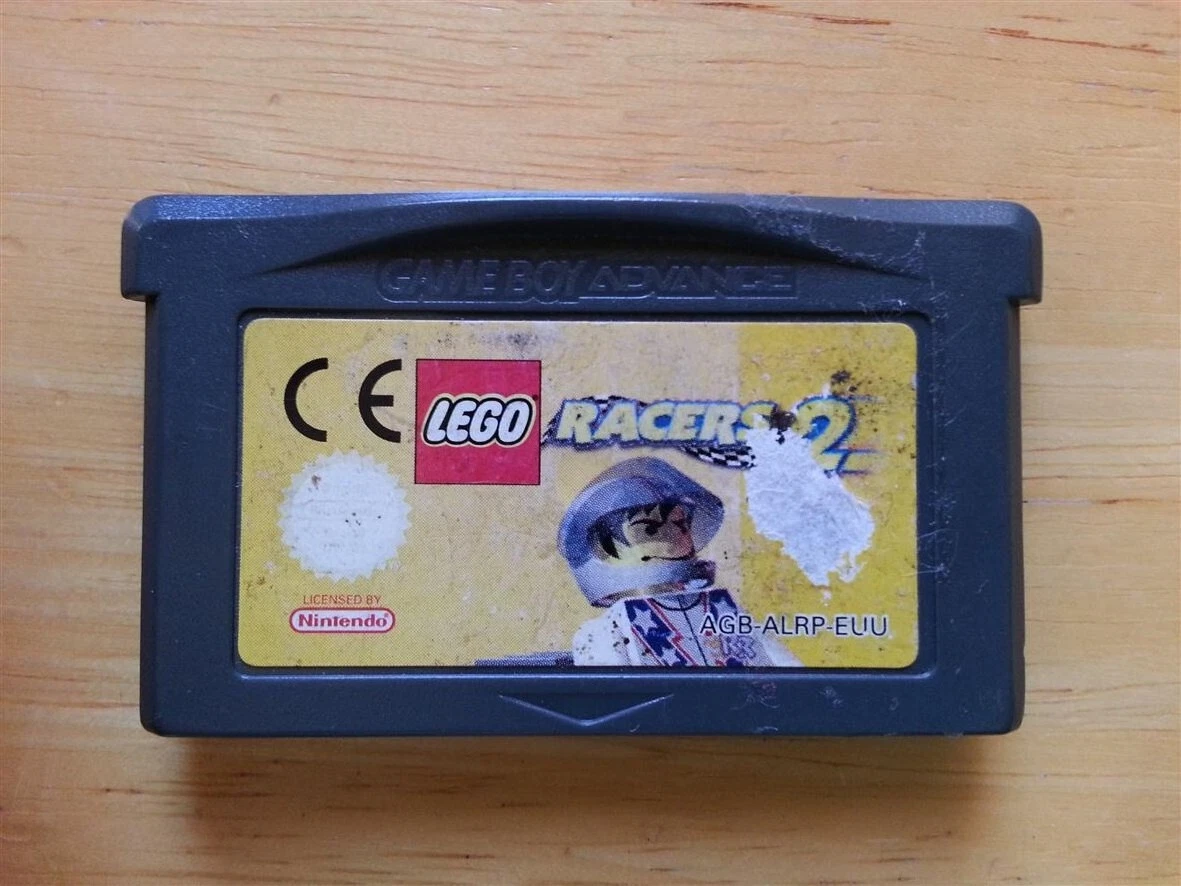 GAME BOY ADVANCE
CE LEGO RACERS 2
LICENSED BY
Nintendo
AGB-ALRP-EUU